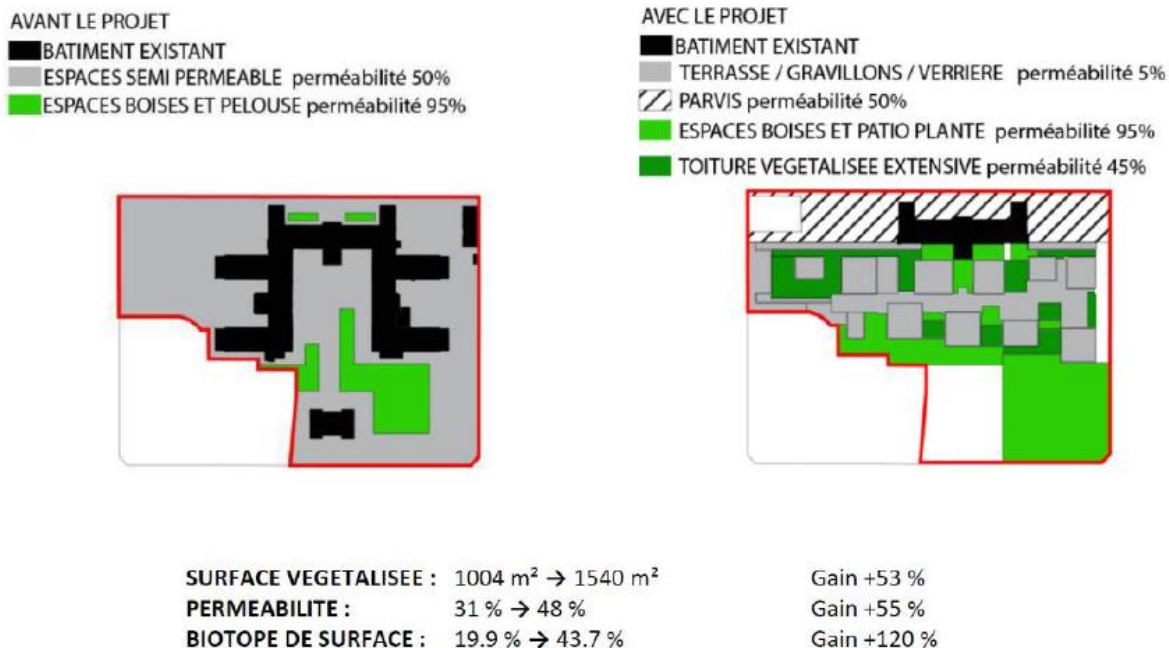 AVANT LE PROJET
BATIMENT EXISTANT
ESPACES SEMI PERMEABLE perméabilité 50%
ESPACES BOISES ET PELOUSE perméabilité 95%
AVEC LE PROJET
BATIMENT EXISTANT
TERRASSE / GRAVILLONS / VERRIERE perméabilité 5%
PARVIS perméabilité 50%
ESPACES BOISES ET PATIO PLANTE perméabilité 95%
TOITURE VEGETALISEE EXTENSIVE perméabilité 45%
SURFACE VEGETALISEE : 1004 m² → 1540 m² Gain +53 %
PERMEABILITE : 31 % → 48 % Gain +55 %
BIOTOPE DE SURFACE : 19.9 % → 43.7 % Gain +120 %